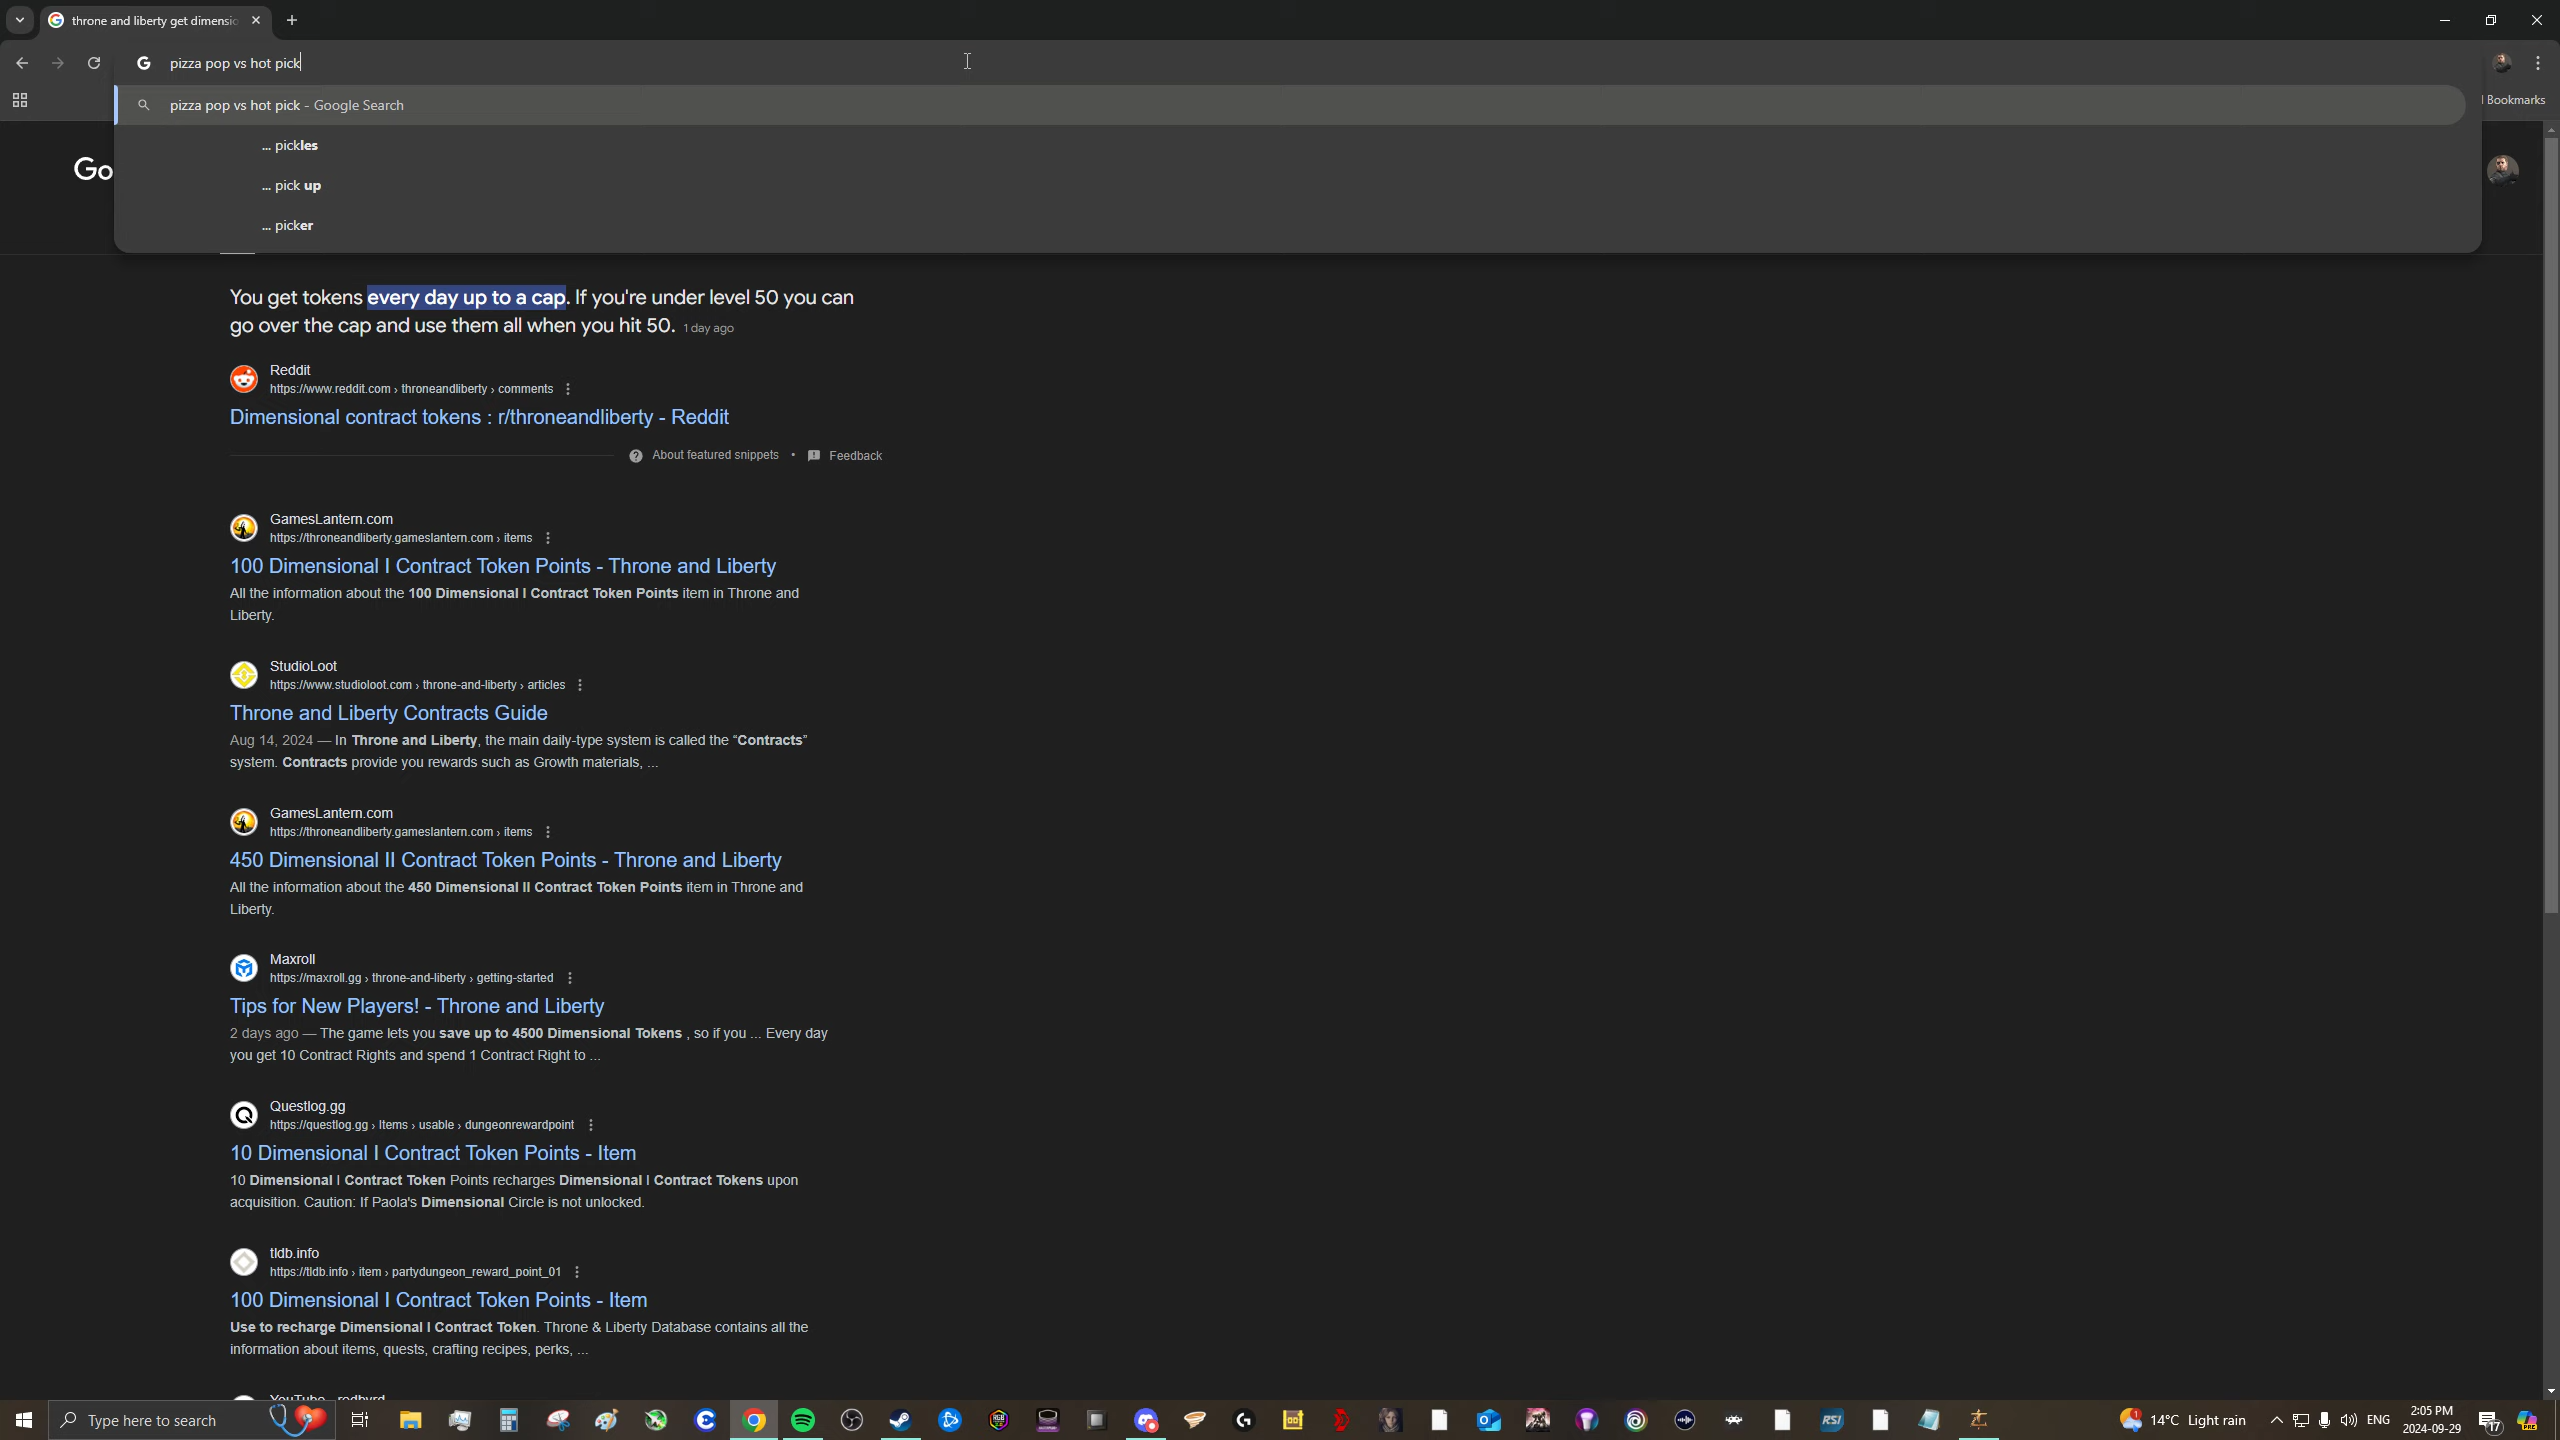 throne and liberty get dimensio
pizza pop vs hot pick
pizza pop vs hot pick - Google Search
Bookmarks
... pickles
Go
... pick up
... picker
You get tokens every day up to a cap. If you're under level 50 you can
go over the cap and use them all when you hit 50. 1 day ago
Reddit
https://www.reddit.com › throneandliberty › comments
Dimensional contract tokens : r/throneandliberty - Reddit
About featured snippets • Feedback
GamesLantern.com
https://throneandliberty.gameslantern.com › items
100 Dimensional I Contract Token Points - Throne and Liberty
All the information about the 100 Dimensional I Contract Token Points item in Throne and
Liberty.
StudioLoot
https://www.studioloot.com › throne-and-liberty › articles
Throne and Liberty Contracts Guide
Aug 14, 2024 — In Throne and Liberty, the main daily-type system is called the “Contracts”
system. Contracts provide you rewards such as Growth materials, ...
GamesLantern.com
https://throneandliberty.gameslantern.com › items
450 Dimensional II Contract Token Points - Throne and Liberty
All the information about the 450 Dimensional II Contract Token Points item in Throne and
Liberty.
Maxroll
https://maxroll.gg › throne-and-liberty › getting-started
Tips for New Players! - Throne and Liberty
2 days ago — The game lets you save up to 4500 Dimensional Tokens , so if you ... Every day
you get 10 Contract Rights and spend 1 Contract Right to ...
Questlog.gg
https://questlog.gg › Items › usable › dungeonrewardpoint
10 Dimensional I Contract Token Points - Item
10 Dimensional I Contract Token Points recharges Dimensional I Contract Tokens upon
acquisition. Caution: If Paola's Dimensional Circle is not unlocked.
tldb.info
https://tldb.info › item › partydungeon_reward_point_01
100 Dimensional I Contract Token Points - Item
Use to recharge Dimensional I Contract Token. Throne & Liberty Database contains all the
information about items, quests, crafting recipes, perks, ...
YouTube · redbyrd
Type here to search
RSI
14°C Light rain
ENG
2:05 PM
2024-09-29
17